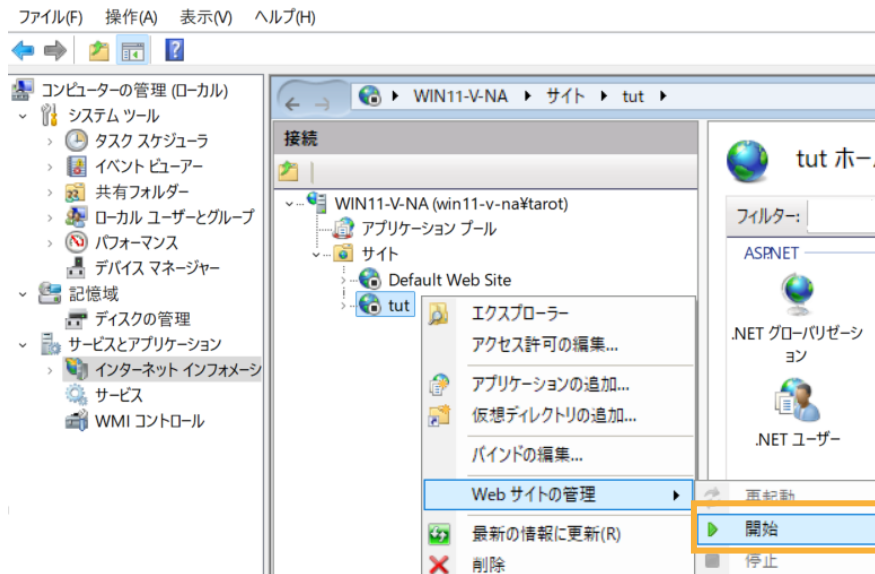 ファイル(F) 操作(A) 表示(V) ヘルプ(H)
コンピューターの管理 (ローカル)
システム ツール
タスク スケジューラ
イベント ビューアー
共有フォルダー
ローカル ユーザーとグループ
パフォーマンス
デバイス マネージャー
記憶域
ディスクの管理
サービスとアプリケーション
インターネット インフォメーシ
サービス
WMI コントロール
WIN11-V-NA サイト tut
接続
WIN11-V-NA (win11-v-na¥tarot)
アプリケーション プール
サイト
Default Web Site
tut
エクスプローラー
アクセス許可の編集...
アプリケーションの追加...
仮想ディレクトリの追加...
バインドの編集...
Web サイトの管理
最新の情報に更新(R)
削除
再起動
開始
停止
tut ホーム
フィルター:
ASP.NET
.NET グローバリゼーシ
ョン
.NET ユーザー